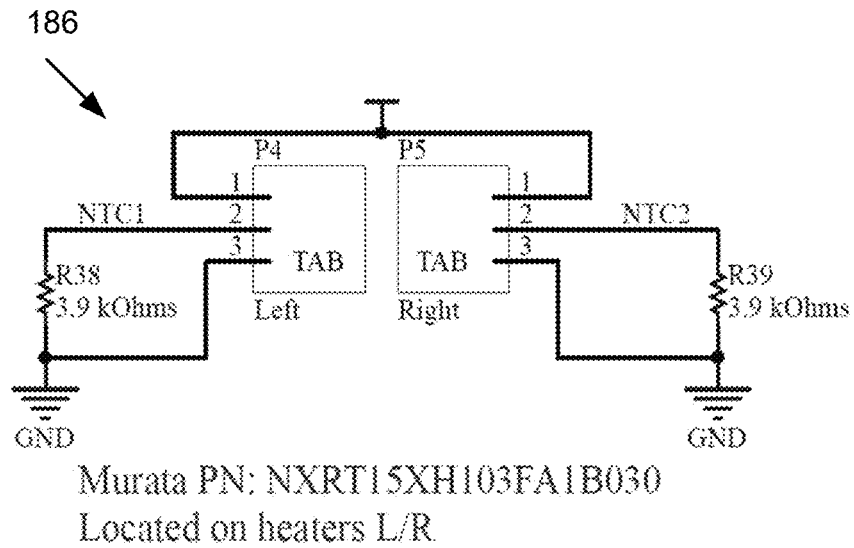 186
P4 P5
1 1
NTC1 2 2 NTC2
3 3
TAB TAB
R38 R39
3.9 kOhms 3.9 kOhms
Left Right
GND GND
Murata PN: NXRT15XH103FA1B030
Located on heaters L/R